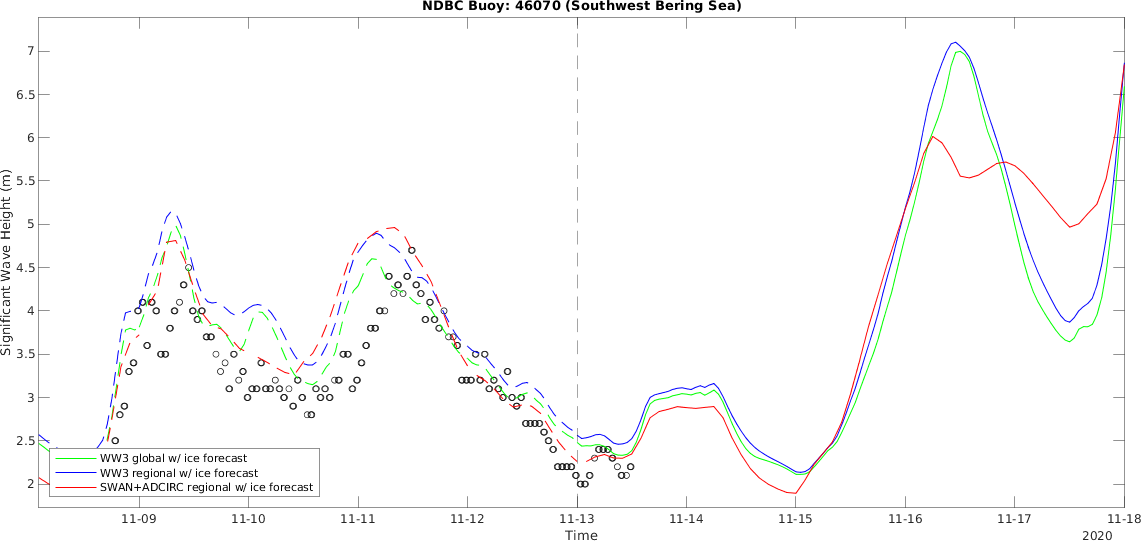 NDBC Buoy: 46070 (Southwest Bering Sea)
Significant Wave Height (m)
7
6.5
6
5.5
5
4.5
4
3.5
3
2.5
2
WW3 global w/ ice forecast
WW3 regional w/ ice forecast
SWAN+ADCIRC regional w/ ice forecast
11-09 11-10 11-11 11-12 11-13 11-14 11-15 11-16 11-17 11-18
Time
2020